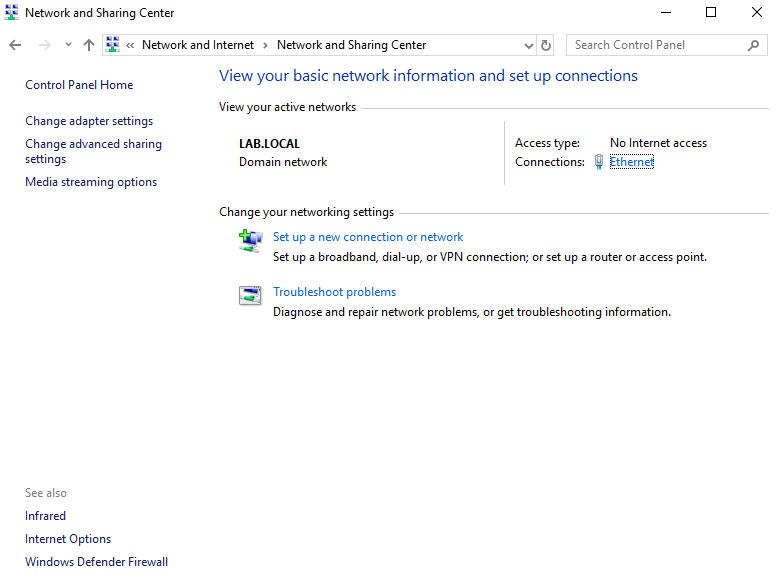 Network and Sharing Center
« Network and Internet › Network and Sharing Center
Search Control Panel
Control Panel Home
Change adapter settings
Change advanced sharing
settings
Media streaming options
View your basic network information and set up connections
View your active networks
LAB.LOCAL
Domain network
Access type: No Internet access
Connections: Ethernet
Change your networking settings
Set up a new connection or network
Set up a broadband, dial-up, or VPN connection; or set up a router or access point.
Troubleshoot problems
Diagnose and repair network problems, or get troubleshooting information.
See also
Infrared
Internet Options
Windows Defender Firewall